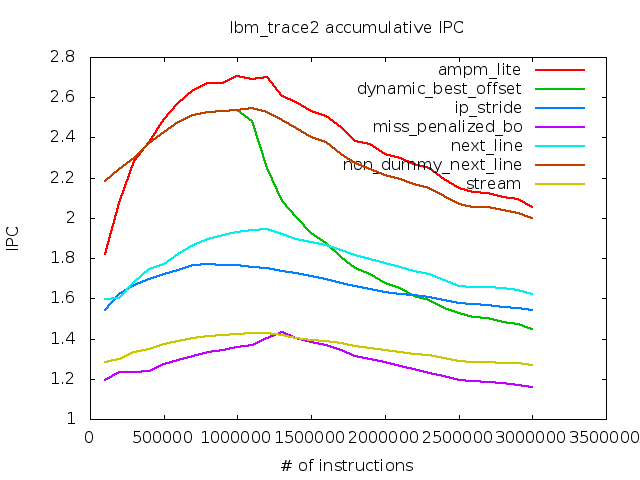 lbm_trace2 accumulative IPC
2.8
2.6
2.4
2.2
2
1.8
1.6
1.4
1.2
1
IPC
ampm_lite
dynamic_best_offset
ip_stride
miss_penalized_bo
next_line
non_dummy_next_line
stream
0 500000 1000000 1500000 2000000 2500000 3000000 3500000
# of instructions